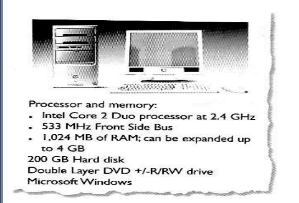 Processor and memory:
• Intel Core 2 Duo processor at 2.4 GHz
• 533 MHz Front Side Bus
• 1,024 MB of RAM; can be expanded up
to 4 GB
200 GB Hard disk
Double Layer DVD +/-R/RW drive
Microsoft Windows